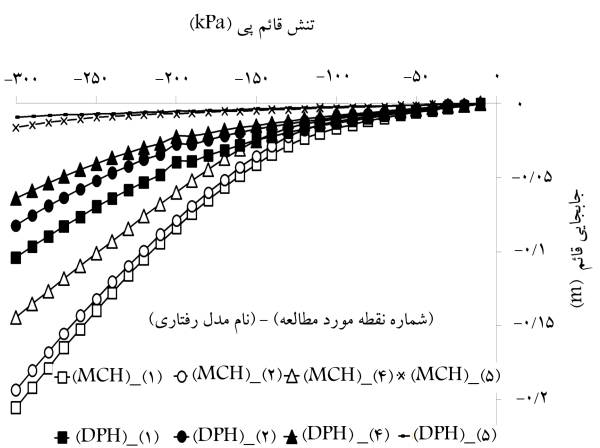 تنش قائم پی (kPa)
-۳۰۰ -۲۵۰ -۲۰۰ -۱۵۰ -۱۰۰ -۵۰ ۰
۰
-۰/۰۵
-۰/۱
-۰/۱۵
-۰/۲
جابجایی قائم (m)
(شماره نقطه مورد مطالعه) - (نام مدل رفتاری)
(MCH)_(۱) (MCH)_(۲) (MCH)_(۴) (MCH)_(۵)
(DPH)_(۱) (DPH)_(۲) (DPH)_(۴) (DPH)_(۵)